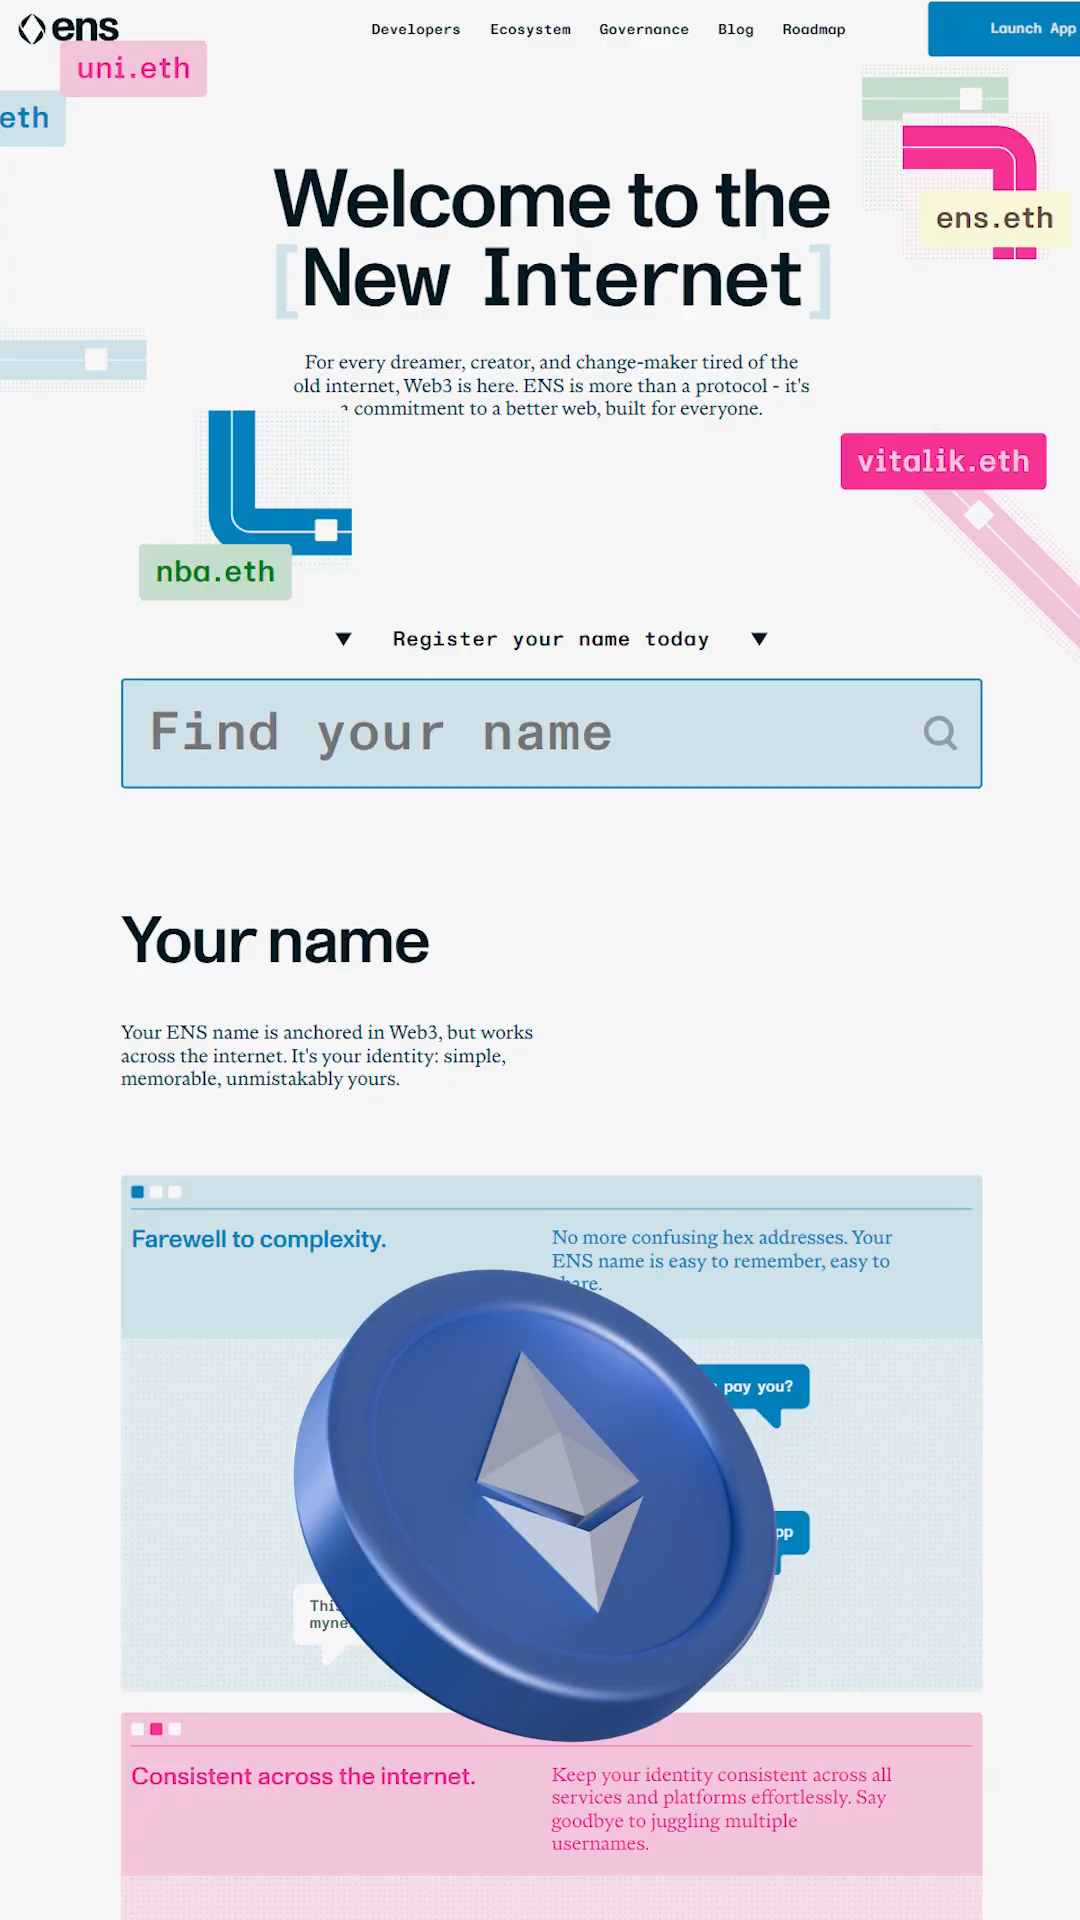 ens
Developers Ecosystem Governance Blog Roadmap
Launch App
uni.eth
eth
Welcome to the
[New Internet]
ens.eth
For every dreamer, creator, and change-maker tired of the
old internet, Web3 is here. ENS is more than a protocol - it's
a commitment to a better web, built for everyone.
vitalik.eth
nba.eth
▼ Register your name today ▼
Find your name
Your name
Your ENS name is anchored in Web3, but works
across the internet. It's your identity: simple,
memorable, unmistakably yours.
Farewell to complexity.
No more confusing hex addresses. Your
ENS name is easy to remember, easy to
share.
pay you?
Consistent across the internet.
Keep your identity consistent across all
services and platforms effortlessly. Say
goodbye to juggling multiple
usernames.